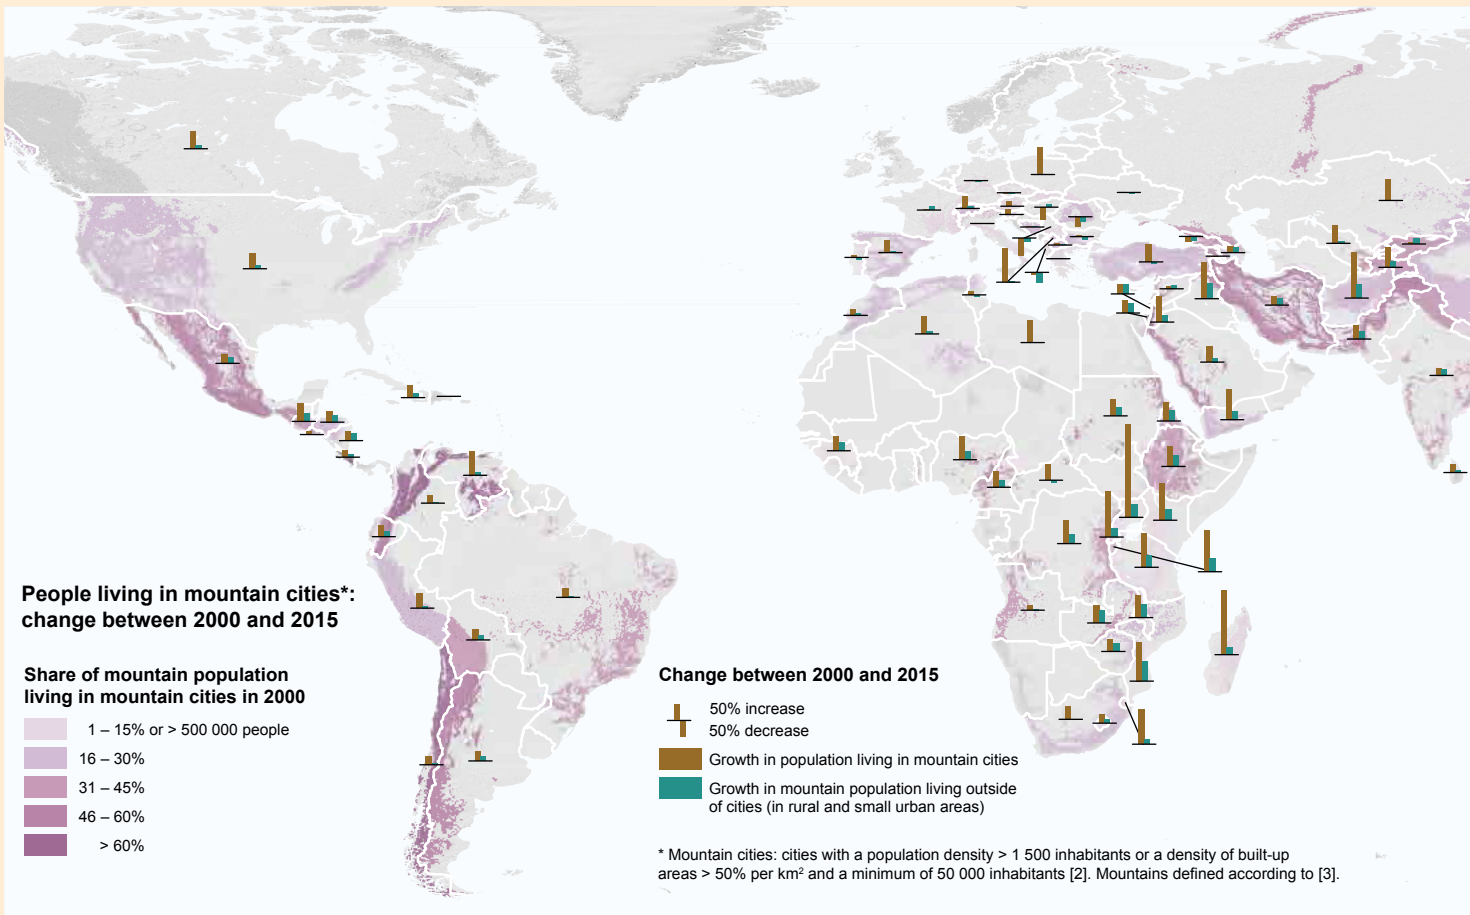 People living in mountain cities*:
change between 2000 and 2015
Share of mountain population
living in mountain cities in 2000
1 – 15% or > 500 000 people
16 – 30%
31 – 45%
46 – 60%
> 60%
Change between 2000 and 2015
50% increase
50% decrease
Growth in population living in mountain cities
Growth in mountain population living outside
of cities (in rural and small urban areas)
* Mountain cities: cities with a population density > 1 500 inhabitants or a density of built-up
areas > 50% per km² and a minimum of 50 000 inhabitants [2]. Mountains defined according to [3].